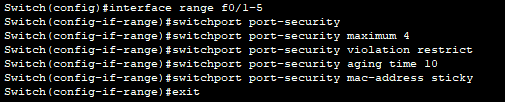 Switch(config)#interface range f0/1-5
Switch(config-if-range)#switchport port-security
Switch(config-if-range)#switchport port-security maximum 4
Switch(config-if-range)#switchport port-security violation restrict
Switch(config-if-range)#switchport port-security aging time 10
Switch(config-if-range)#switchport port-security mac-address sticky
Switch(config-if-range)#exit